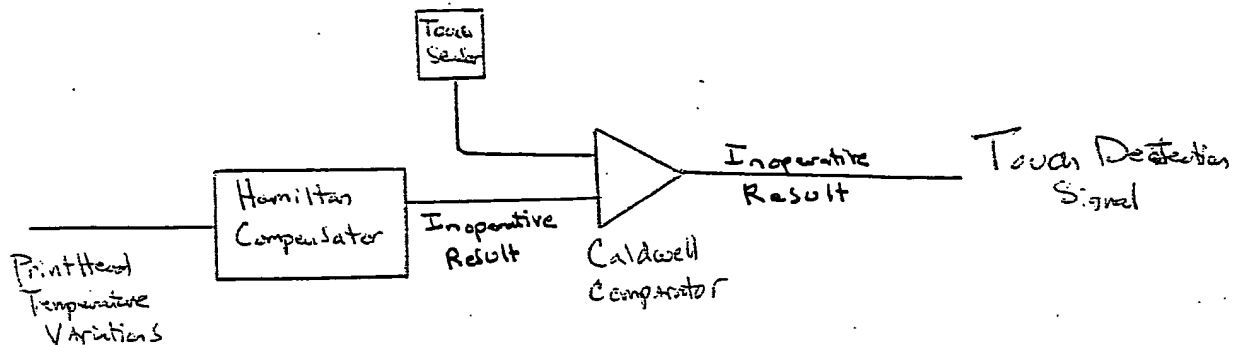 Touch
Sensor
Hamilton
Compensator
Inoperative
Result
Inoperative
Result
Touch Detection
Signal
PrintHead
Temperature
Variations
Caldwell
Comparator